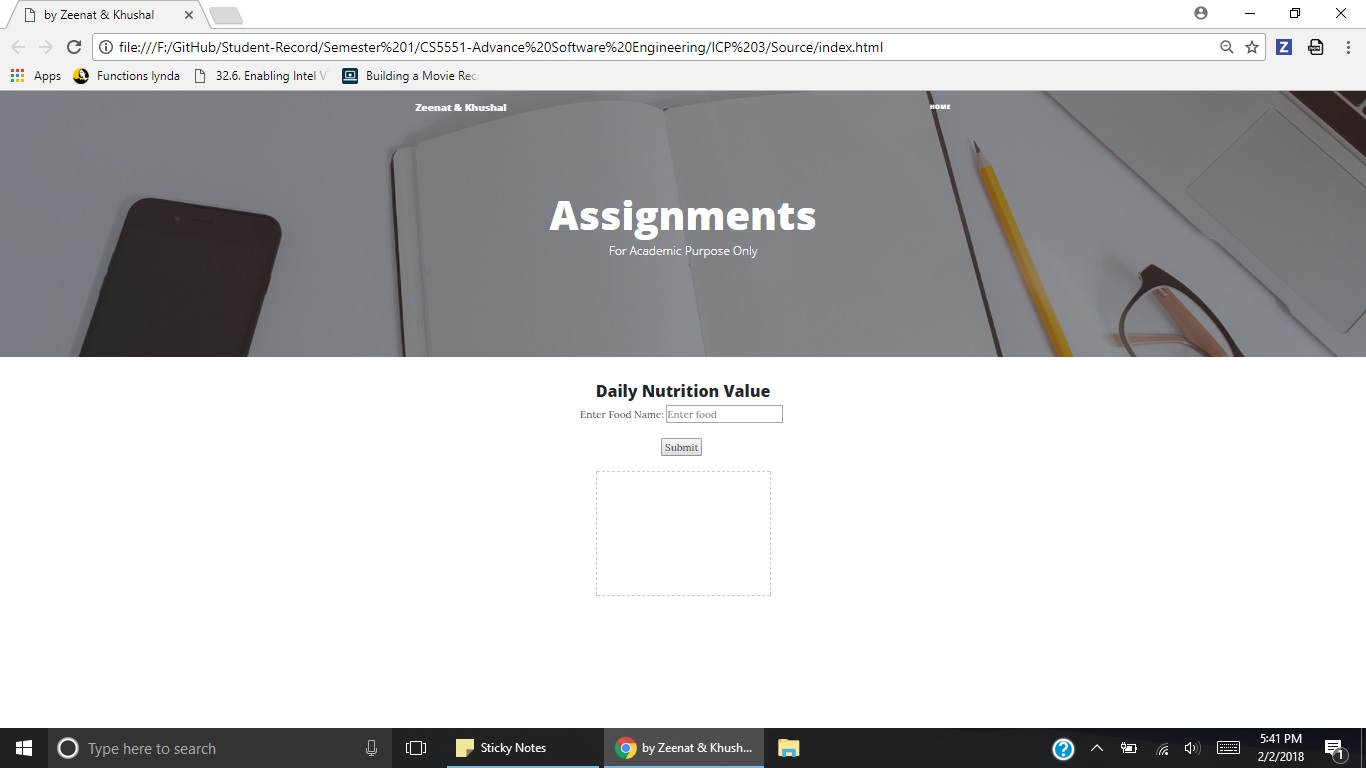 by Zeenat & Khushal
file:///F:/GitHub/Student-Record/Semester%201/CS5551-Advance%20Software%20Engineering/ICP%203/Source/index.html
Apps
Functions lynda
32.6. Enabling Intel V
Building a Movie Rec
Zeenat & Khushal
HOME
Assignments
For Academic Purpose Only
Daily Nutrition Value
Enter Food Name: Enter food
Submit
Type here to search
Sticky Notes
by Zeenat & Khush...
5:41 PM
2/2/2018
1